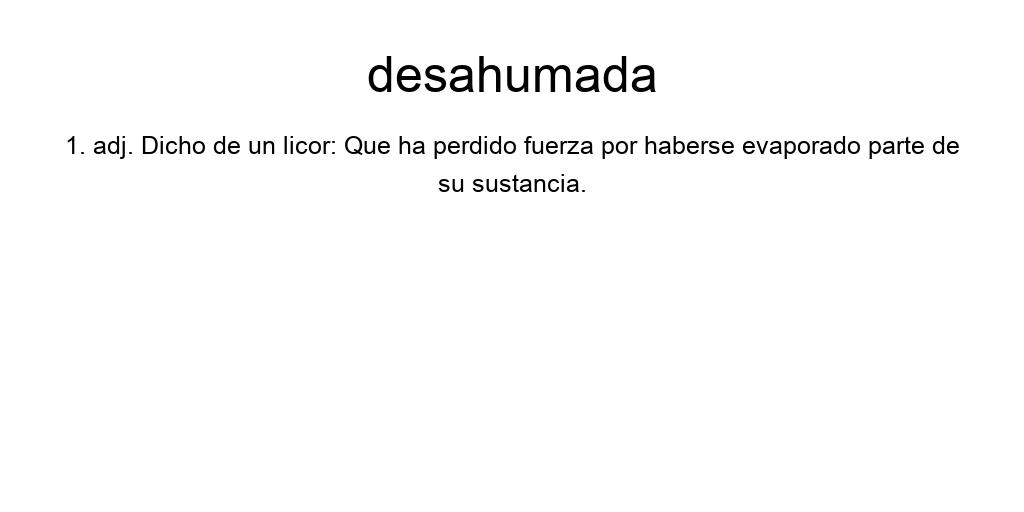 desahumada
1. adj. Dicho de un licor: Que ha perdido fuerza por haberse evaporado parte de
su sustancia.